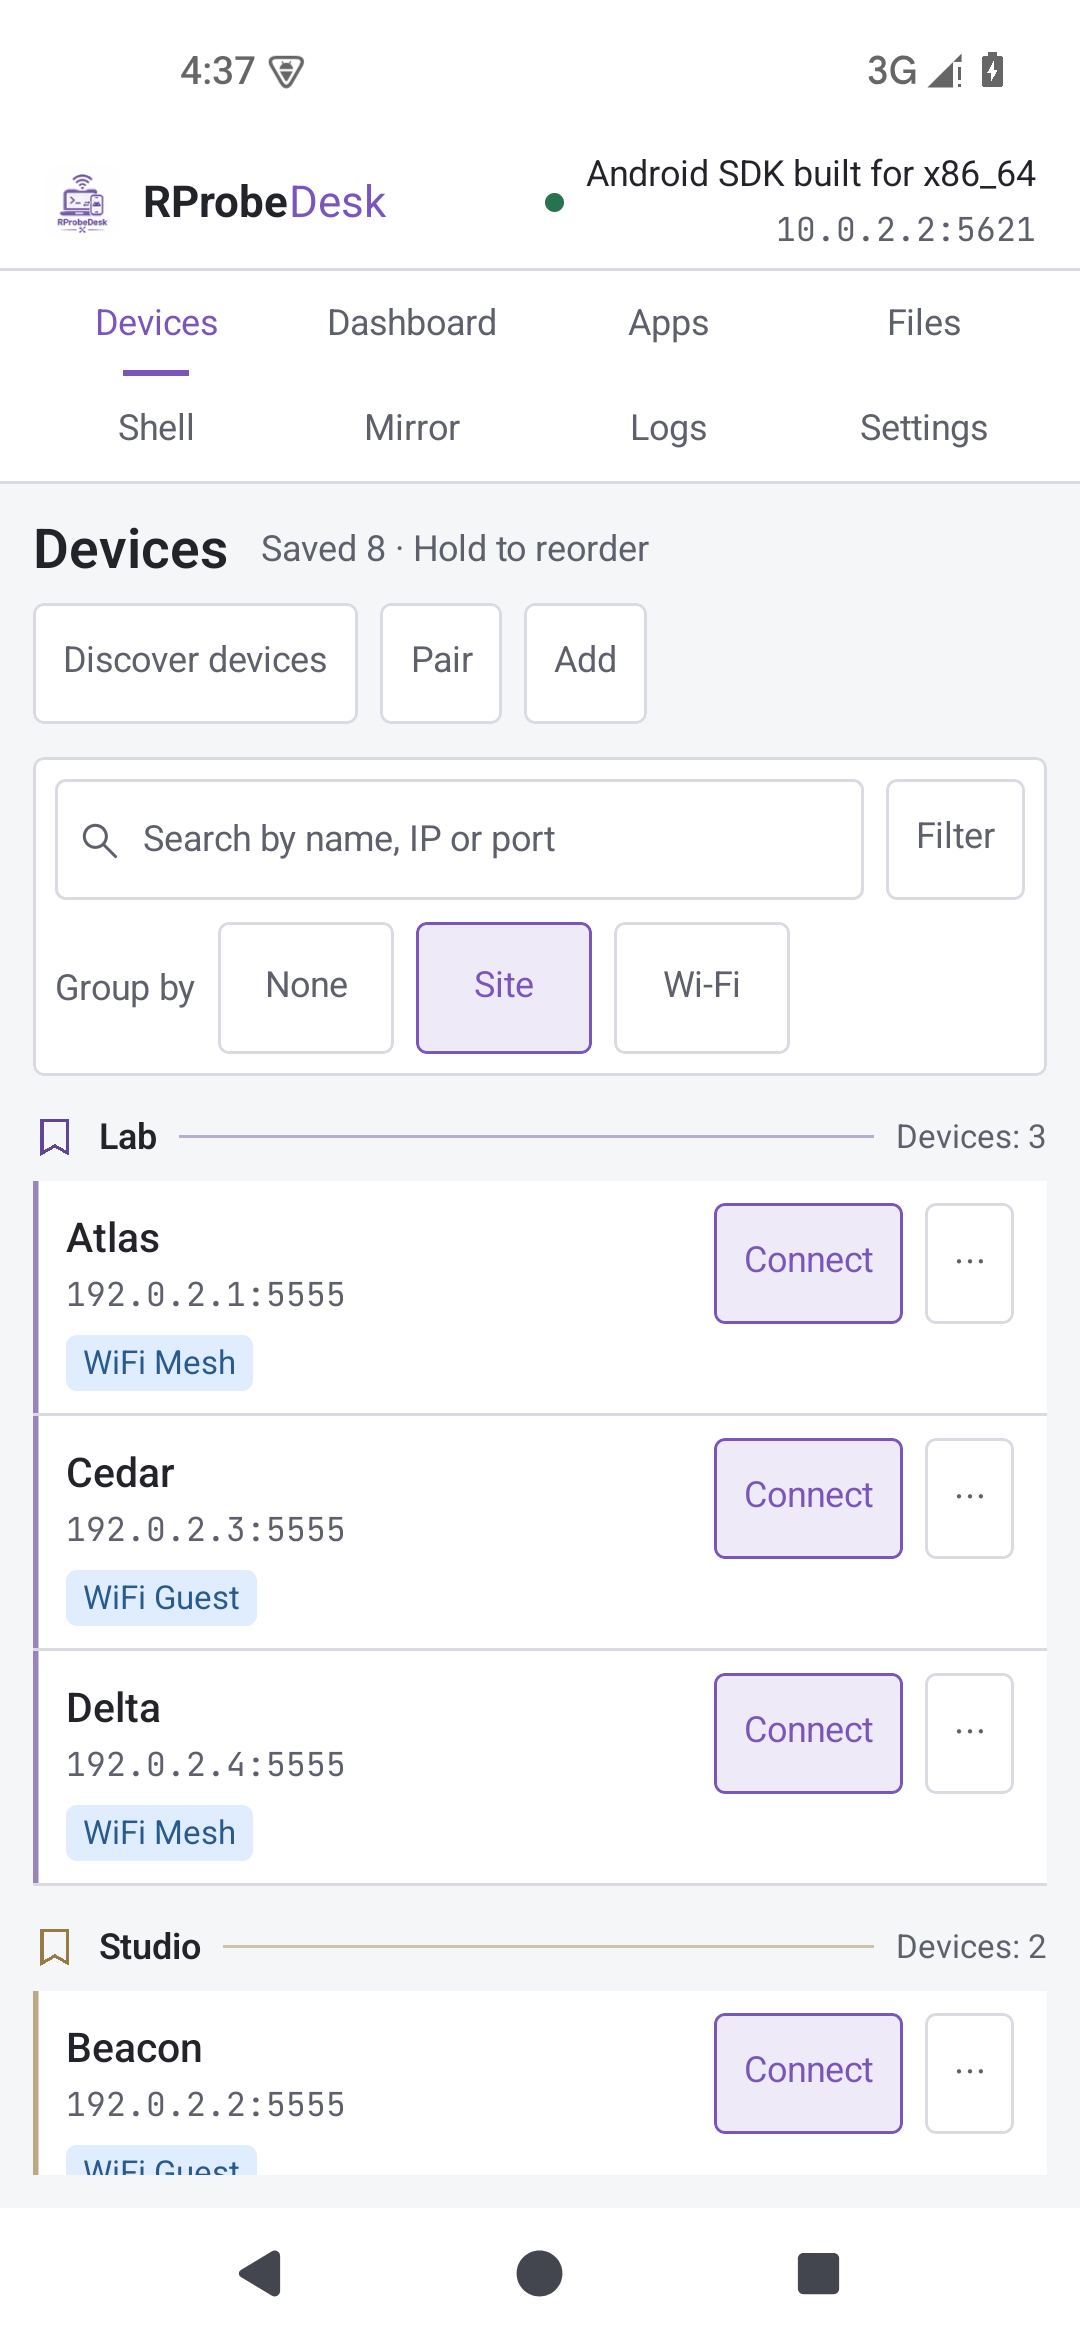 4:37
3G
RProbeDesk
RProbeDesk
Android SDK built for x86_64
10.0.2.2:5621
Devices
Dashboard
Apps
Files
Shell
Mirror
Logs
Settings
Devices
Saved 8 · Hold to reorder
Discover devices
Pair
Add
Search by name, IP or port
Filter
Group by
None
Site
Wi-Fi
Lab
Devices: 3
Atlas
192.0.2.1:5555
WiFi Mesh
Connect
...
Cedar
192.0.2.3:5555
WiFi Guest
Connect
...
Delta
192.0.2.4:5555
WiFi Mesh
Connect
...
Studio
Devices: 2
Beacon
192.0.2.2:5555
WiFi Guest
Connect
...